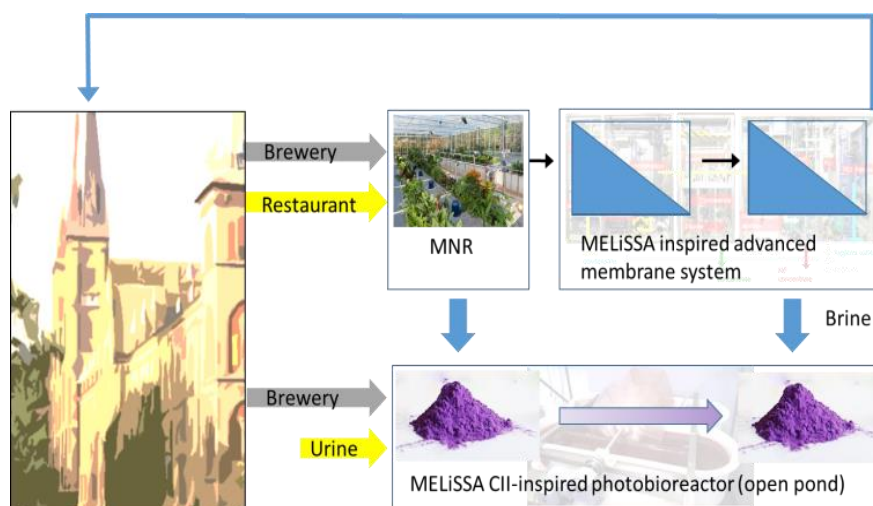 Brewery
Restaurant
MNR
MELiSSA inspired advanced
membrane system
Brine
Brewery
Urine
MELiSSA CII-inspired photobioreactor (open pond)